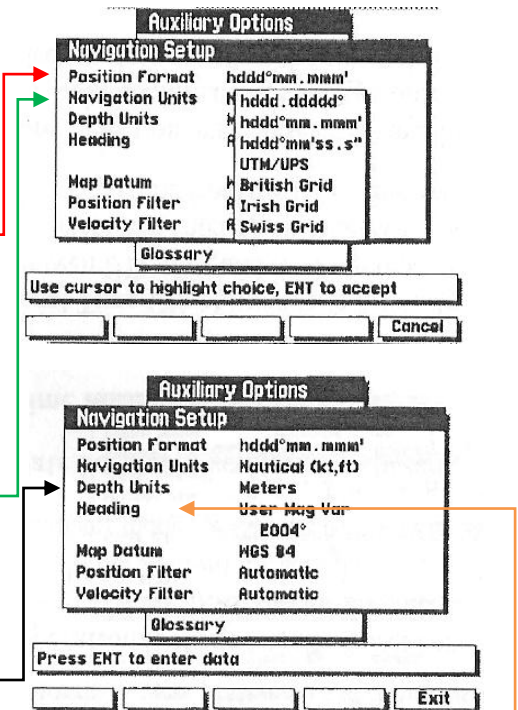 Auxiliary Options
Navigation Setup
Position Format hddd°mm.mmm'
Navigation Units N hddd.ddddd°
Depth Units M hddd°mm.mmm'
Heading A hddd°mm'ss.s"
UTM/UPS
Map Datum British Grid
Position Filter A Irish Grid
Velocity Filter A Swiss Grid
Glossary
Use cursor to highlight choice, ENT to accept
Cancel
Auxiliary Options
Navigation Setup
Position Format hddd°mm.mmm'
Navigation Units Nautical (kt,ft)
Depth Units Meters
Heading User Mag Var
E004°
Map Datum WGS 84
Position Filter Automatic
Velocity Filter Automatic
Glossary
Press ENT to enter data
Exit